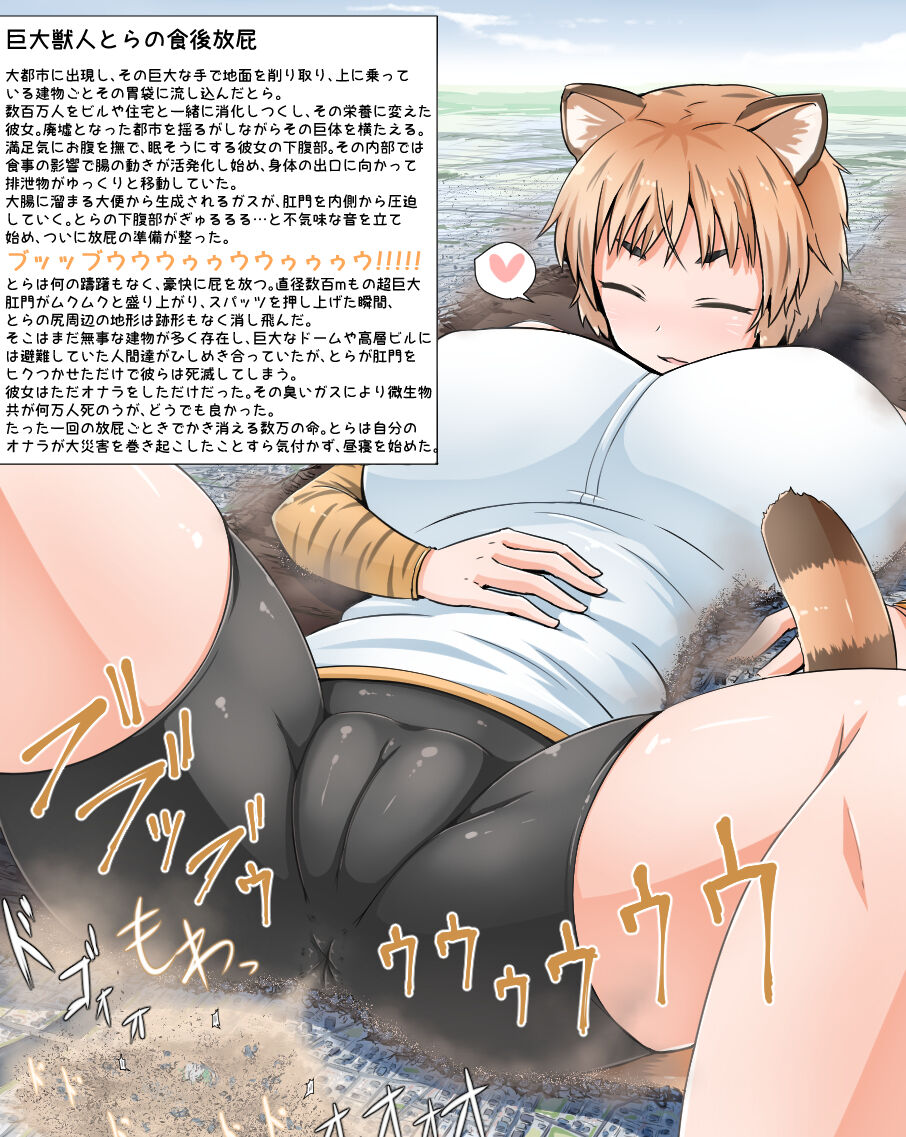 巨大獣人とらの食後放屁
大都市に出現し、その巨大な手で地面を削り取り、上に乗って
いる建物ごとその胃袋に流し込んだとら。
数百万人をビルや住宅と一緒に消化しつくし、その栄養に変えた
彼女。廃墟となった都市を揺るがしながらその巨体を横たえる。
満足気にお腹を撫で、眠そうにする彼女の下腹部。その内部では
食事の影響で腸の動きが活発化し始め、身体の出口に向かって
排泄物がゆっくりと移動していた。
大腸に溜まる大便から生成されるガスが、肛門を内側から圧迫
していく。とらの下腹部がぎゅるるる…と不気味な音を立て
始め、ついに放屁の準備が整った。
ブッッブウウウゥゥウウゥゥゥウ!!!!!
とらは何の躊躇もなく、豪快に屁を放つ。直径数百mもの超巨大
肛門がムクムクと盛り上がり、スパッツを押し上げた瞬間、
とらの尻周辺の地形は跡形もなく消し飛んだ。
そこはまだ無事な建物が多く存在し、巨大なドームや高層ビルに
は避難していた人間達がひしめき合っていたが、とらが肛門を
ヒクつかせただけで彼らは死滅してしまう。
彼女はただオナラをしただけだった。その臭いガスにより微生物
共が何万人死のうが、どうでも良かった。
たった一回の放屁ごときでかき消える数万の命。とらは自分の
オナラが大災害を巻き起こしたことすら気付かず、昼寝を始めた。
ブブッッブゥ
ウウゥウウウ
もわっ
ドゴォォォ
ドドドド
ォォォォ